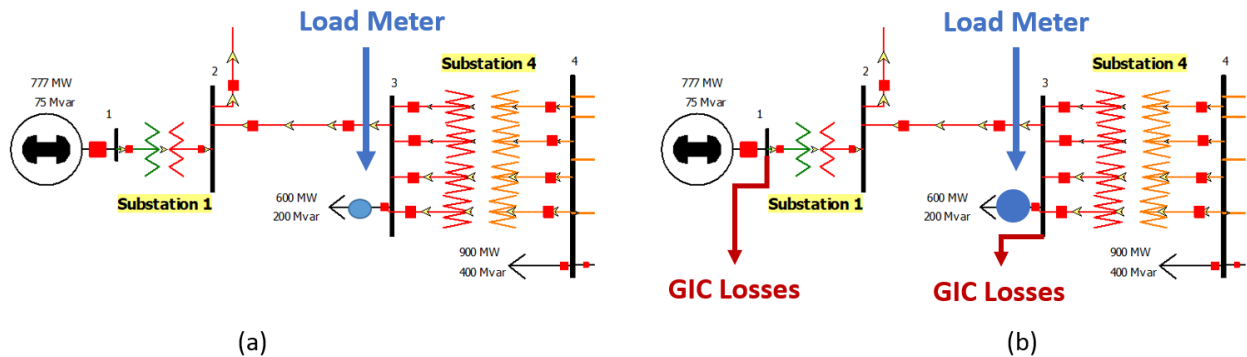 Load Meter
Substation 4
777 MW
75 Mvar
1
2
3
4
Substation 1
600 MW
200 Mvar
900 MW
400 Mvar
(a)
Load Meter
Substation 4
777 MW
75 Mvar
1
2
3
4
Substation 1
600 MW
200 Mvar
900 MW
400 Mvar
GIC Losses
GIC Losses
(b)